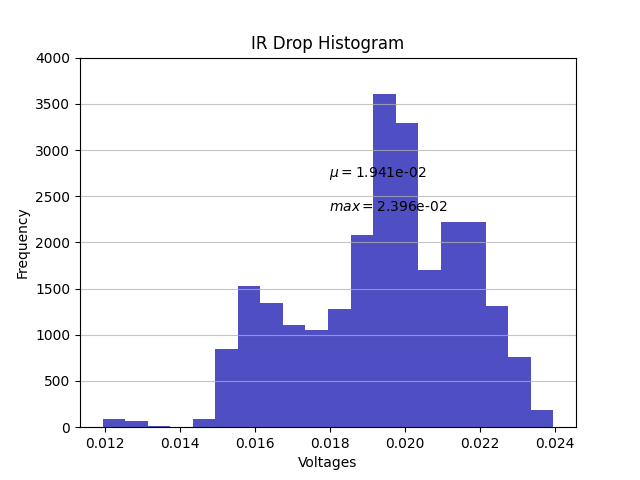 IR Drop Histogram
4000
3500
3000
2500
2000
1500
1000
500
0
Frequency
μ = 1.941e-02
max = 2.396e-02
0.012 0.014 0.016 0.018 0.020 0.022 0.024
Voltages